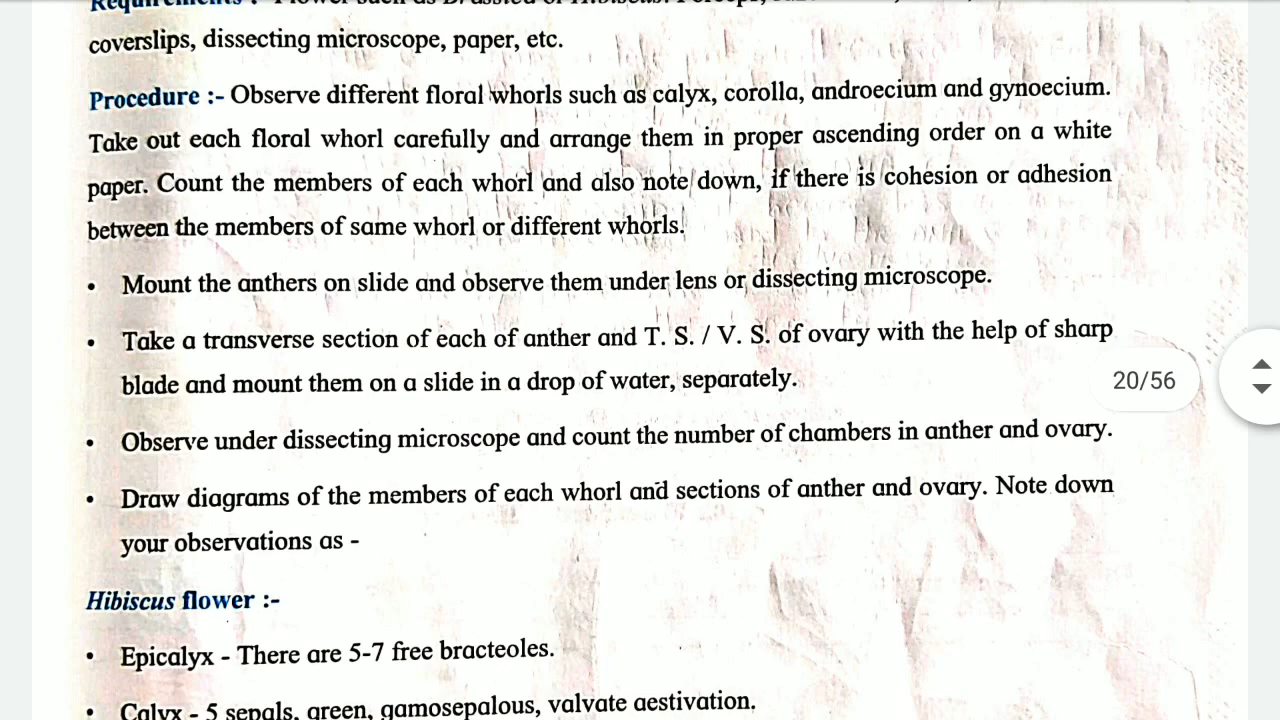 coverslips, dissecting microscope, paper, etc.
Procedure :- Observe different floral whorls such as calyx, corolla, androecium and gynoecium.
Take out each floral whorl carefully and arrange them in proper ascending order on a white
paper. Count the members of each whorl and also note down, if there is cohesion or adhesion
between the members of same whorl or different whorls.
• Mount the anthers on slide and observe them under lens or dissecting microscope.
• Take a transverse section of each of anther and T. S. / V. S. of ovary with the help of sharp
blade and mount them on a slide in a drop of water, separately.
20/56
• Observe under dissecting microscope and count the number of chambers in anther and ovary.
• Draw diagrams of the members of each whorl and sections of anther and ovary. Note down
your observations as -
Hibiscus flower :-
• Epicalyx - There are 5-7 free bracteoles.
• Calyx - 5 sepals, green, gamosepalous, valvate aestivation.